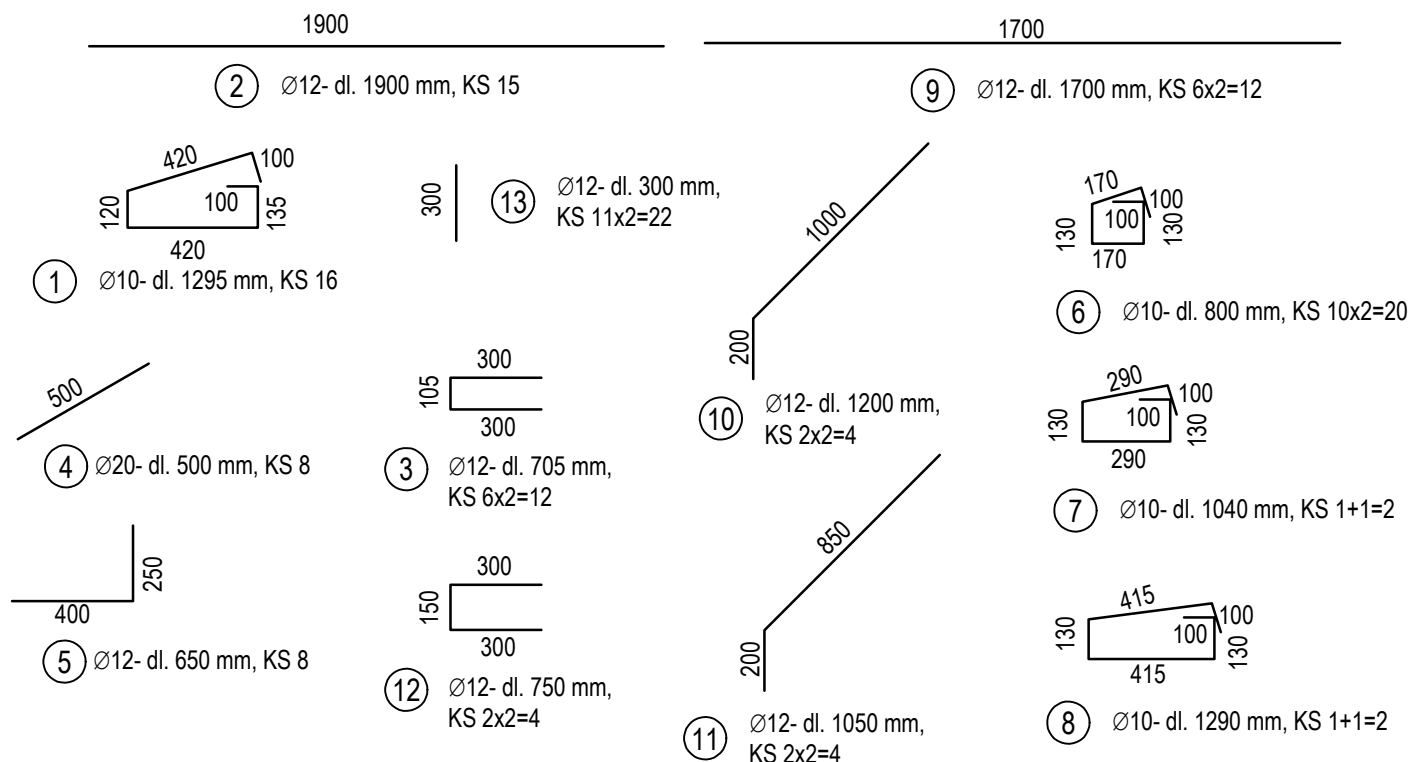 1900
2 Ø12- dl. 1900 mm, KS 15
1700
9 Ø12- dl. 1700 mm, KS 6x2=12
420
100
120
100
135
420
1 Ø10- dl. 1295 mm, KS 16
300
13 Ø12- dl. 300 mm,
KS 11x2=22
1000
200
10 Ø12- dl. 1200 mm,
KS 2x2=4
170
100
130
100
130
170
6 Ø10- dl. 800 mm, KS 10x2=20
500
4 Ø20- dl. 500 mm, KS 8
300
105
300
3 Ø12- dl. 705 mm,
KS 6x2=12
290
100
130
100
130
290
7 Ø10- dl. 1040 mm, KS 1+1=2
250
400
5 Ø12- dl. 650 mm, KS 8
300
150
300
12 Ø12- dl. 750 mm,
KS 2x2=4
850
200
11 Ø12- dl. 1050 mm,
KS 2x2=4
415
100
130
100
130
415
8 Ø10- dl. 1290 mm, KS 1+1=2